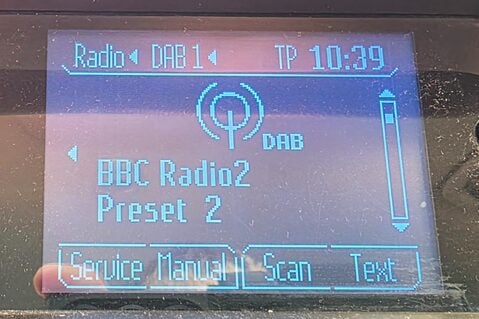 Radio DAB 1 TP 10:39
DAB
BBC Radio2
Preset 2
Service Manual Scan Text